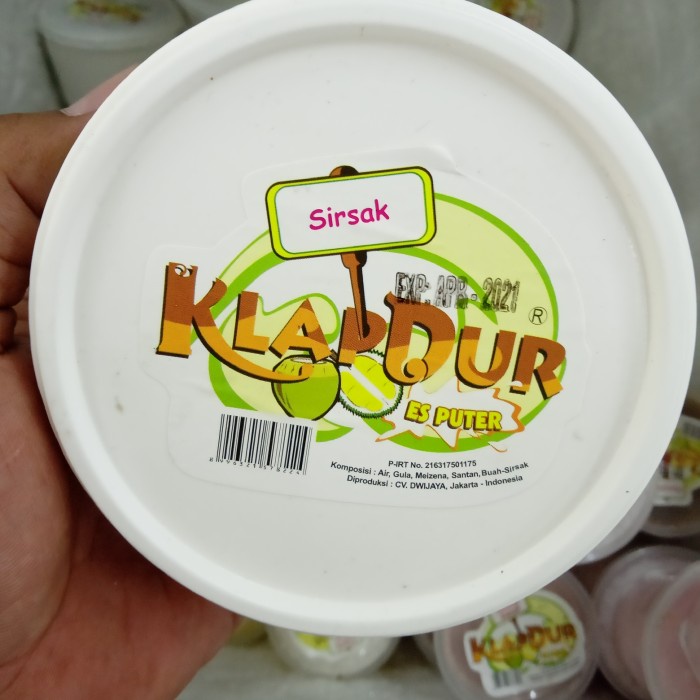 Sirsak
EXP: APR - 2021
KLAPDUR ®
ES PUTER
P-IRT No. 216317501175
Komposisi : Air, Gula, Meizena, Santan, Buah-Sirsak
Diproduksi : CV. DWIJAYA, Jakarta - Indonesia
KLAPDUR